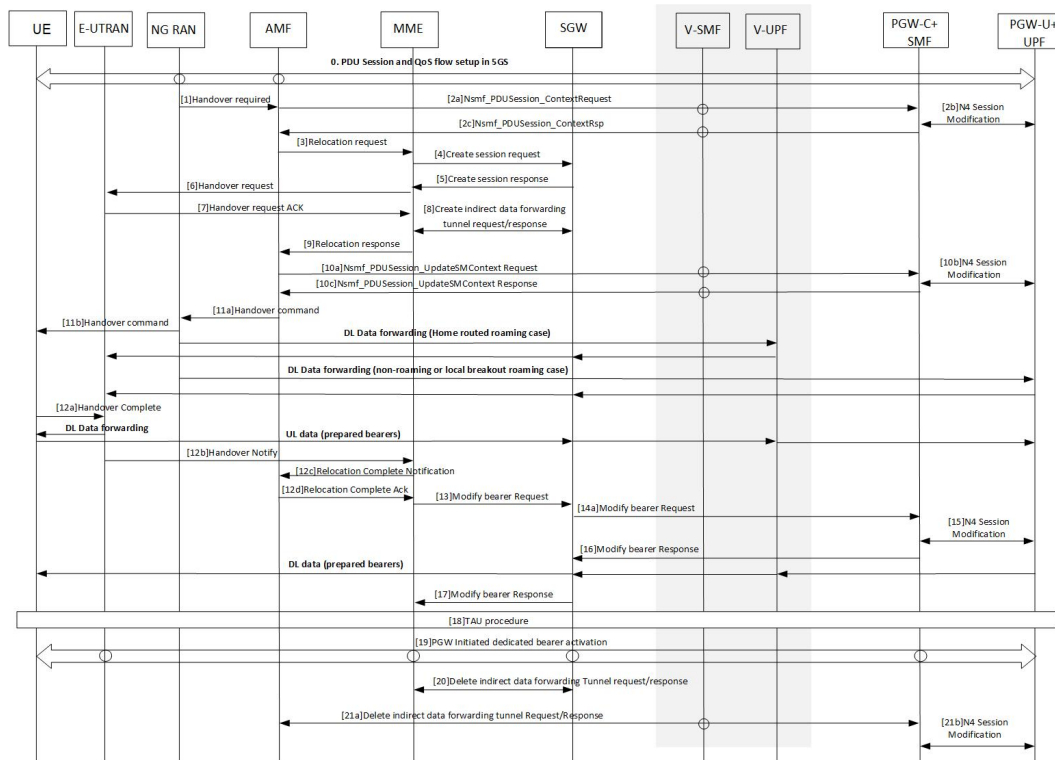 UE
E-UTRAN
NG RAN
AMF
MME
SGW
V-SMF
V-UPF
PGW-C+
SMF
PGW-U+
UPF
0. PDU Session and QoS flow setup in 5GS
[1]Handover required
[2a]Nsmf_PDUSession_ContextRequest
[2b]N4 Session
Modification
[2c]Nsmf_PDUSession_ContextRsp
[3]Relocation request
[4]Create session request
[5]Create session response
[6]Handover request
[7]Handover request ACK
[8]Create indirect data forwarding
tunnel request/response
[9]Relocation response
[10a]Nsmf_PDUSession_UpdateSMContext Request
[10b]N4 Session
Modification
[10c]Nsmf_PDUSession_UpdateSMContext Response
[11a]Handover command
[11b]Handover command
DL Data forwarding (Home routed roaming case)
DL Data forwarding (non-roaming or local breakout roaming case)
[12a]Handover Complete
DL Data forwarding
UL data (prepared bearers)
[12b]Handover Notify
[12c]Relocation Complete Notification
[12d]Relocation Complete Ack
[13]Modify bearer Request
[14a]Modify bearer Request
[15]N4 Session
Modification
[16]Modify bearer Response
DL data (prepared bearers)
[17]Modify bearer Response
[18]TAU procedure
[19]PGW Initiated dedicated bearer activation
[20]Delete indirect data forwarding Tunnel request/response
[21a]Delete indirect data forwarding tunnel Request/Response
[21b]N4 Session
Modification